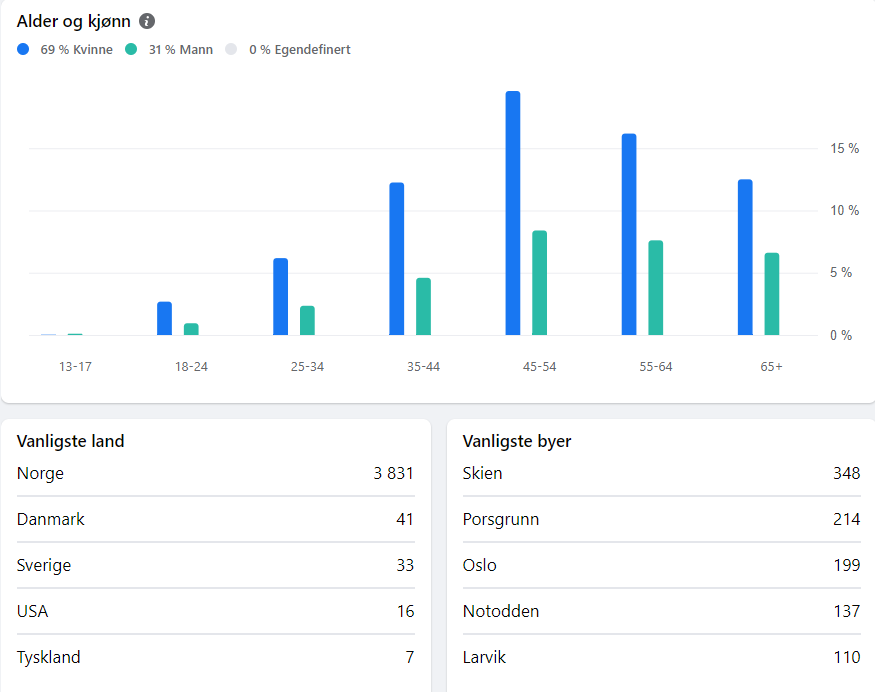 Alder og kjønn
69 % Kvinne 31 % Mann 0 % Egendefinert
15 %
10 %
5 %
0 %
13-17 18-24 25-34 35-44 45-54 55-64 65+
Vanligste land
Norge 3 831
Danmark 41
Sverige 33
USA 16
Tyskland 7
Vanligste byer
Skien 348
Porsgrunn 214
Oslo 199
Notodden 137
Larvik 110